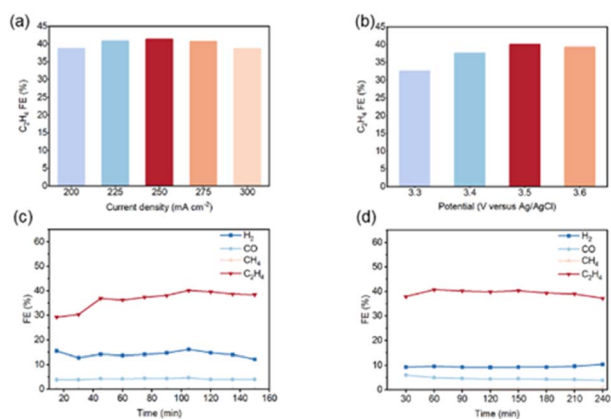 (a)
C₂H₄ FE (%)
50
45
40
35
30
25
20
15
10
5
0
200 225 250 275 300
Current density (mA cm⁻²)
(b)
C₂H₄ FE (%)
50
45
40
35
30
25
20
15
10
5
0
3.3 3.4 3.5 3.6
Potential (V versus Ag/AgCl)
(c)
FE (%)
60
50
40
30
20
10
0
H₂
CO
CH₄
C₂H₄
20 40 60 80 100 120 140 160
Time (min)
(d)
FE (%)
60
50
40
30
20
10
0
H₂
CO
CH₄
C₂H₄
30 60 90 120 150 180 210 240
Time (min)